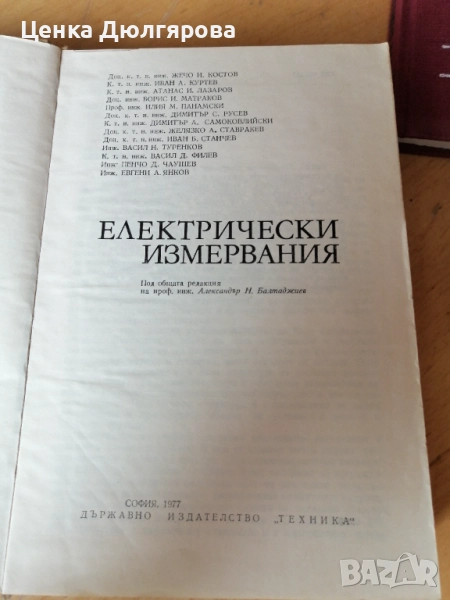 Ценка Дюлгярова
Доц. к. т. н. инж. ЖЕЧО Н. КОСТОВ
К. т. н. инж. ИВАН А. КУРТЕВ
К. т. н. инж. АТАНАС И. ЛАЗАРОВ
Доц. инж. БОРИС Н. МАТРАКОВ
Проф. инж. ИЛИЯ М. ПАНАМСКИ
Доц. к. т. н. инж. ДИМИТЪР С. РУСЕВ
К. т. н. инж. ДИМИТЪР А. САМОКОВЛИЙСКИ
Доц. к. т. н. инж. ЖЕЛЯЗКО А. СТАВРАКЕВ
Доц. к. т. н. инж. ИВАН Б. СТАНЧЕВ
Инж. ВАСИЛ Н. ТУРЕНКОВ
К. т. н. инж. ВАСИЛ Д. ФИЛЕВ
Инж. ПЕНЧО Д. ЧАУШЕВ
Инж. ЕВГЕНИ А. ЯНКОВ
ЕЛЕКТРИЧЕСКИ
ИЗМЕРВАНИЯ
Под общата редакция
на проф. инж. Александър Н. Балтаджиев
СОФИЯ, 1977
ДЪРЖАВНО ИЗДАТЕЛСТВО „ТЕХНИКА“
BAZAR